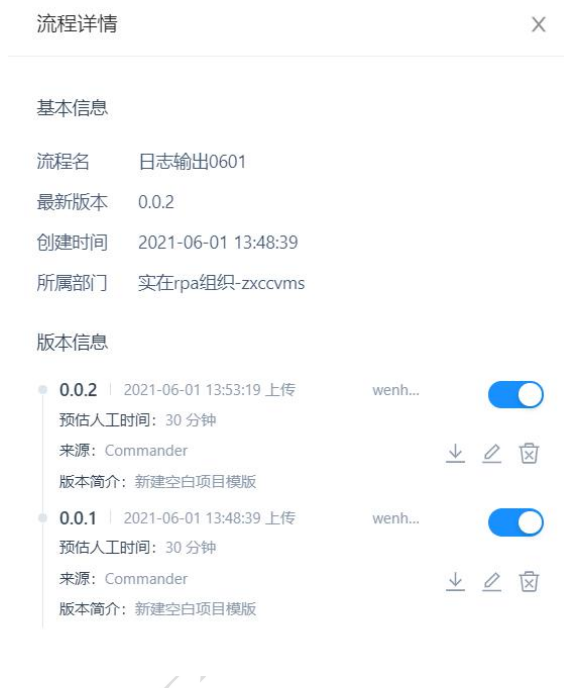 流程详情
基本信息
流程名 日志输出0601
最新版本 0.0.2
创建时间 2021-06-01 13:48:39
所属部门 实在rpa组织-zxccvms
版本信息
0.0.2 2021-06-01 13:53:19 上传 wenh...
预估人工时间：30 分钟
来源：Commander
版本简介：新建空白项目模版
0.0.1 2021-06-01 13:48:39 上传 wenh...
预估人工时间：30 分钟
来源：Commander
版本简介：新建空白项目模版